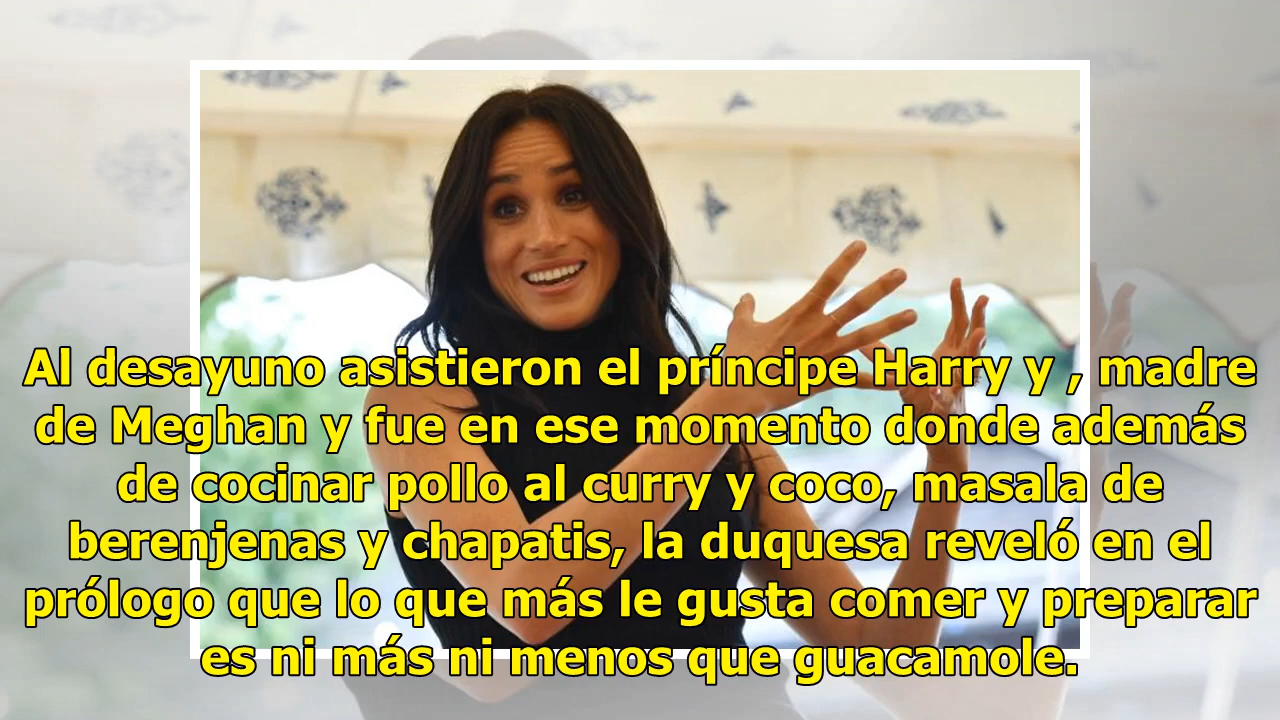 Al desayuno asistieron el príncipe Harry y , madre
de Meghan y fue en ese momento donde además
de cocinar pollo al curry y coco, masala de
berenjenas y chapatis, la duquesa reveló en el
prólogo que lo que más le gusta comer y preparar
es ni más ni menos que guacamole.